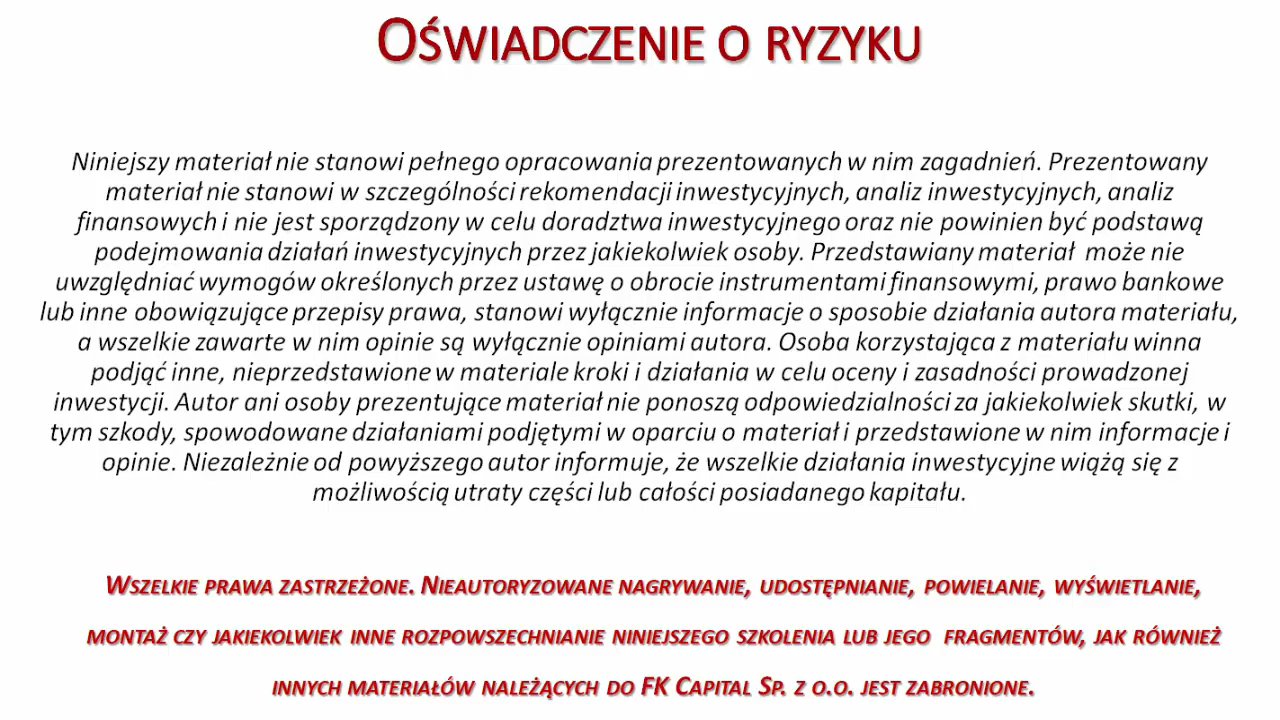 Oświadczenie o ryzyku
Niniejszy materiał nie stanowi pełnego opracowania prezentowanych w nim zagadnień. Prezentowany
materiał nie stanowi w szczególności rekomendacji inwestycyjnych, analiz inwestycyjnych, analiz
finansowych i nie jest sporządzony w celu doradztwa inwestycyjnego oraz nie powinien być podstawą
podejmowania działań inwestycyjnych przez jakiekolwiek osoby. Przedstawiany materiał może nie
uwzględniać wymogów określonych przez ustawę o obrocie instrumentami finansowymi, prawo bankowe
lub inne obowiązujące przepisy prawa, stanowi wyłącznie informacje o sposobie działania autora materiału,
a wszelkie zawarte w nim opinie są wyłącznie opiniami autora. Osoba korzystająca z materiału winna
podjąć inne, nieprzedstawione w materiale kroki i działania w celu oceny i zasadności prowadzonej
inwestycji. Autor ani osoby prezentujące materiał nie ponoszą odpowiedzialności za jakiekolwiek skutki, w
tym szkody, spowodowane działaniami podjętymi w oparciu o materiał i przedstawione w nim informacje i
opinie. Niezależnie od powyższego autor informuje, że wszelkie działania inwestycyjne wiążą się z
możliwością utraty części lub całości posiadanego kapitału.
Wszelkie prawa zastrzeżone. Nieautoryzowane nagrywanie, udostępnianie, powielanie, wyświetlanie,
montaż czy jakiekolwiek inne rozpowszechnianie niniejszego szkolenia lub jego fragmentów, jak również
innych materiałów należących do FK Capital Sp. z o.o. jest zabronione.